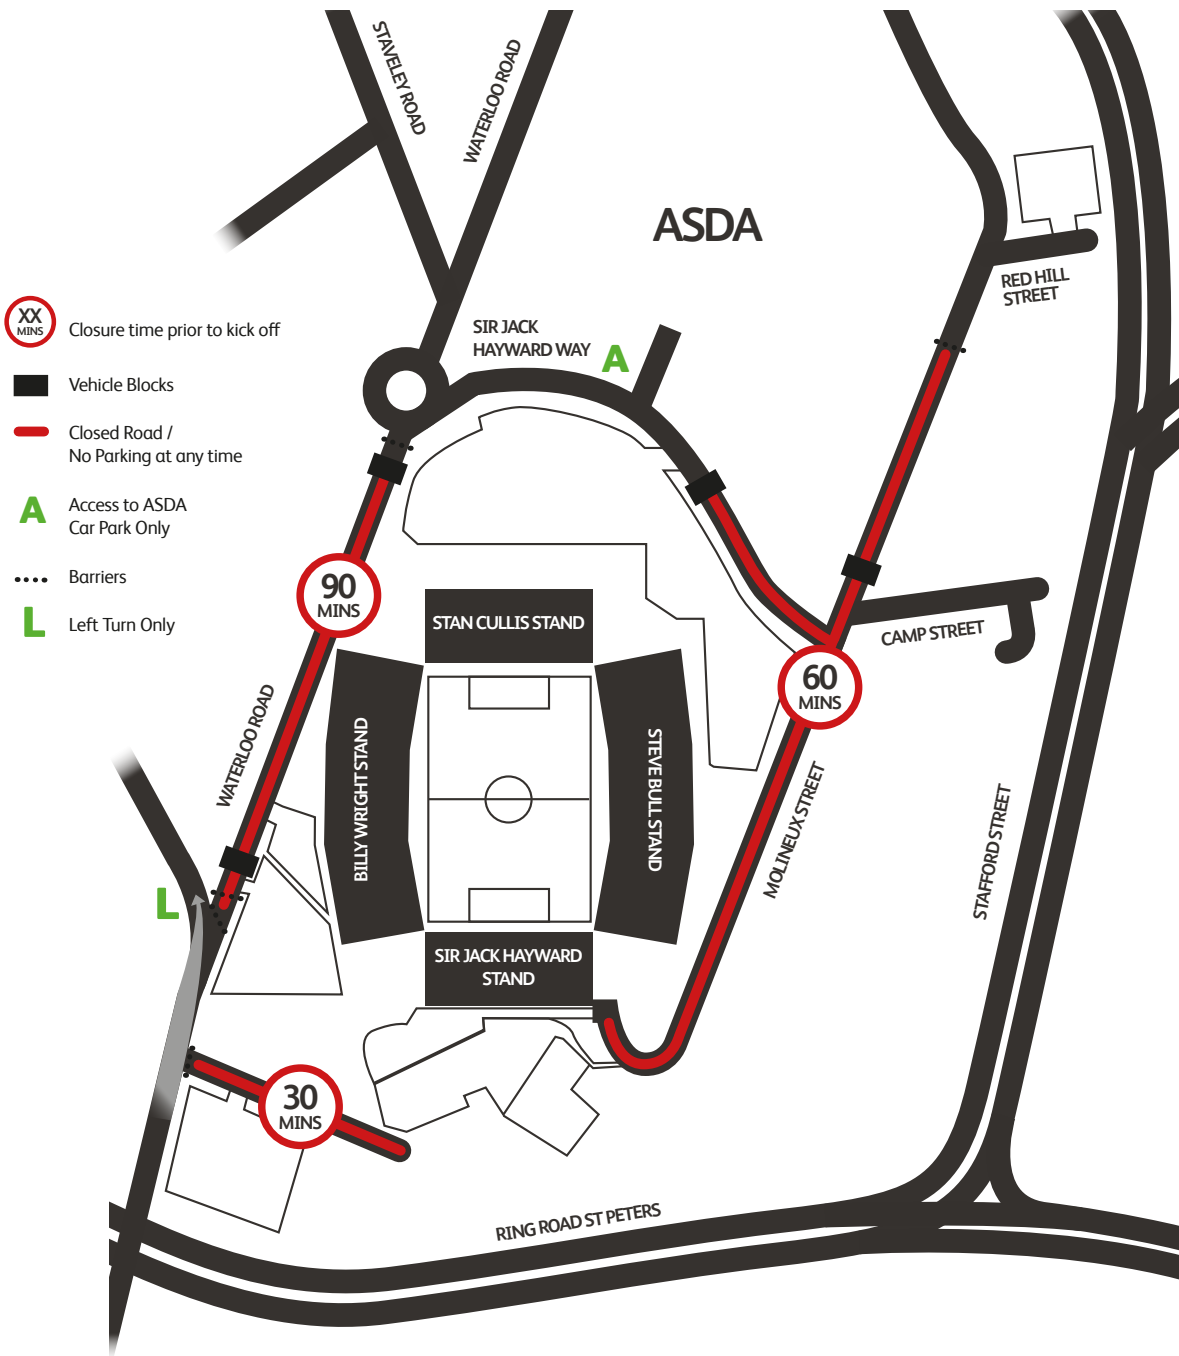 STAVELEY ROAD
WATERLOO ROAD
ASDA
RED HILL
STREET
XX
MINS
Closure time prior to kick off
SIR JACK
HAYWARD WAY
A
Vehicle Blocks
Closed Road /
No Parking at any time
A
Access to ASDA
Car Park Only
Barriers
L
Left Turn Only
90
MINS
STAN CULLIS STAND
CAMP STREET
60
MINS
WATERLOO ROAD
BILLY WRIGHT STAND
STEVE BULL STAND
MOLINEUX STREET
STAFFORD STREET
L
SIR JACK HAYWARD
STAND
30
MINS
RING ROAD ST PETERS